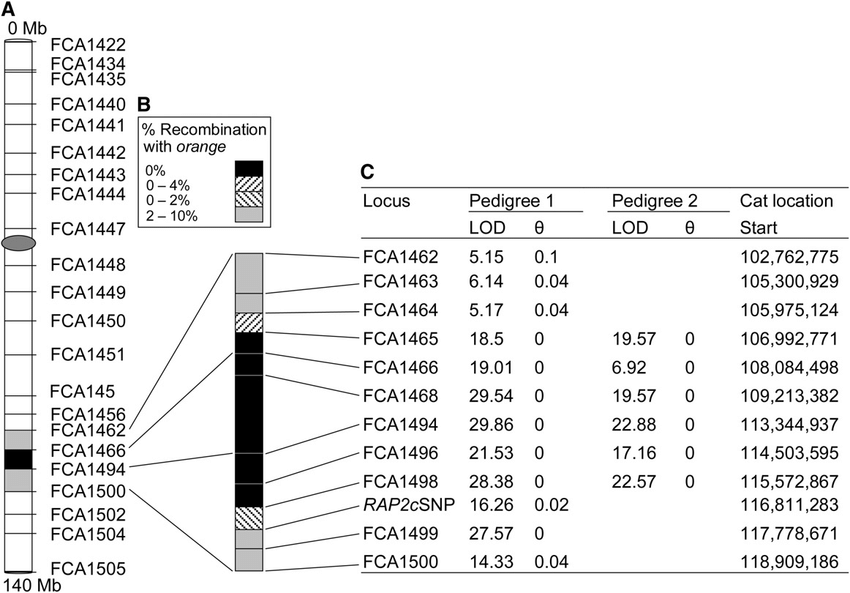 A
0 Mb
FCA1422
FCA1434
FCA1435
FCA1440
FCA1441
FCA1442
FCA1443
FCA1444
FCA1447
FCA1448
FCA1449
FCA1450
FCA1451
FCA145
FCA1456
FCA1462
FCA1466
FCA1494
FCA1500
FCA1502
FCA1504
FCA1505
140 Mb
B
% Recombination
with orange
0%
0 – 4%
0 – 2%
2 – 10%
C
Locus Pedigree 1 Pedigree 2 Cat location
LOD θ LOD θ Start
FCA1462 5.15 0.1 102,762,775
FCA1463 6.14 0.04 105,300,929
FCA1464 5.17 0.04 105,975,124
FCA1465 18.5 0 19.57 0 106,992,771
FCA1466 19.01 0 6.92 0 108,084,498
FCA1468 29.54 0 19.57 0 109,213,382
FCA1494 29.86 0 22.88 0 113,344,937
FCA1496 21.53 0 17.16 0 114,503,595
FCA1498 28.38 0 22.57 0 115,572,867
RAP2cSNP 16.26 0.02 116,811,283
FCA1499 27.57 0 117,778,671
FCA1500 14.33 0.04 118,909,186